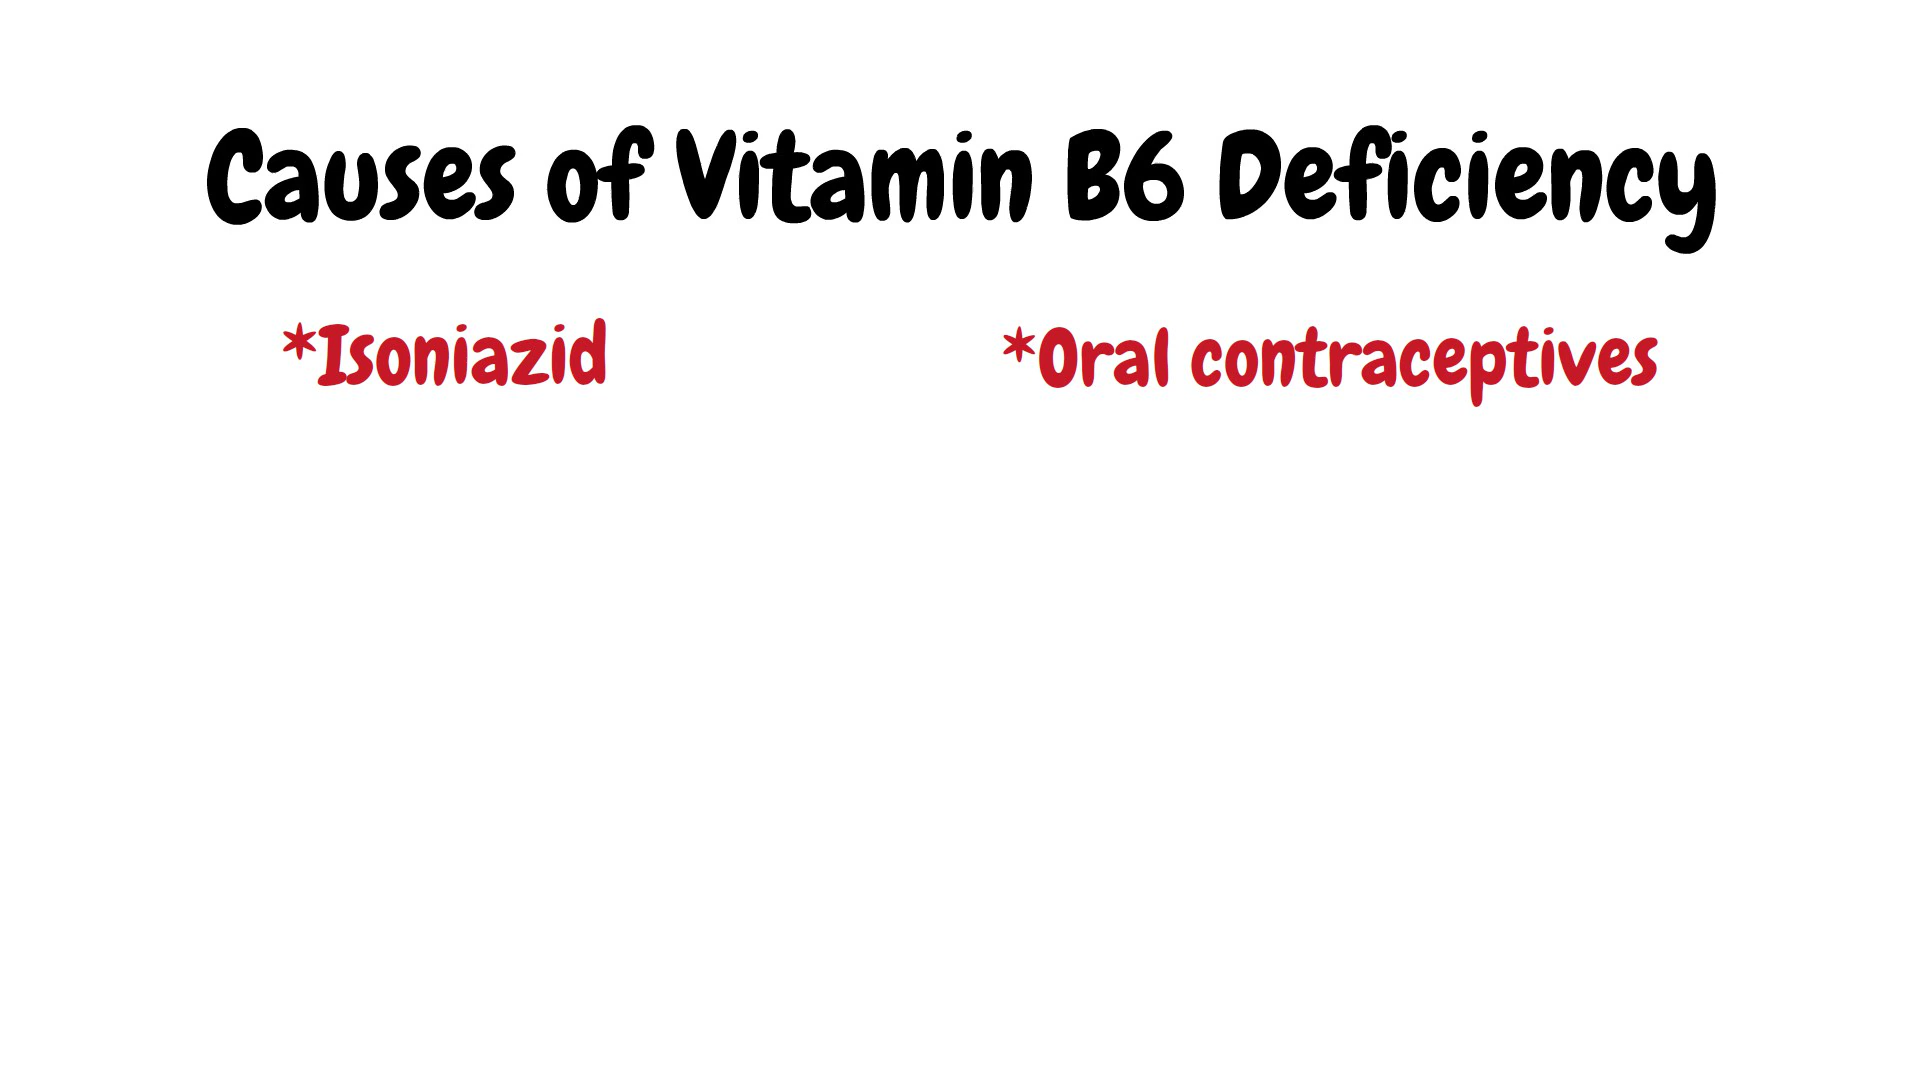 Causes of Vitamin B6 Deficiency
*Isoniazid
*Oral contraceptives